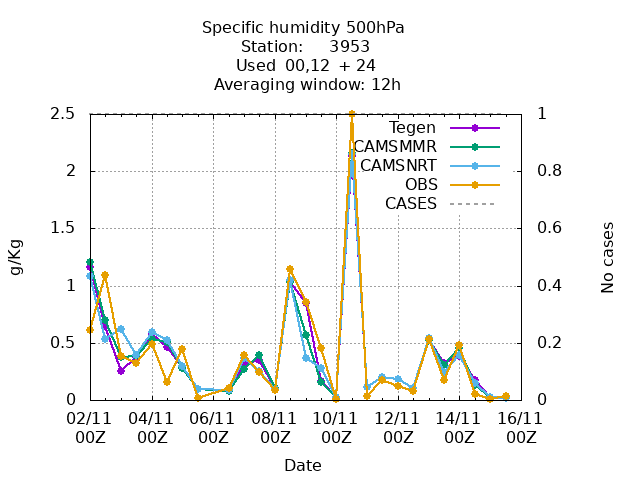 Specific humidity 500hPa
Station: 3953
Used 00,12 + 24
Averaging window: 12h
2.5
2
1.5
1
0.5
0
1
0.8
0.6
0.4
0.2
0
g/Kg
No cases
Tegen
CAMSMMR
CAMSNRT
OBS
CASES
02/11 04/11 06/11 08/11 10/11 12/11 14/11 16/11
00Z 00Z 00Z 00Z 00Z 00Z 00Z 00Z
Date